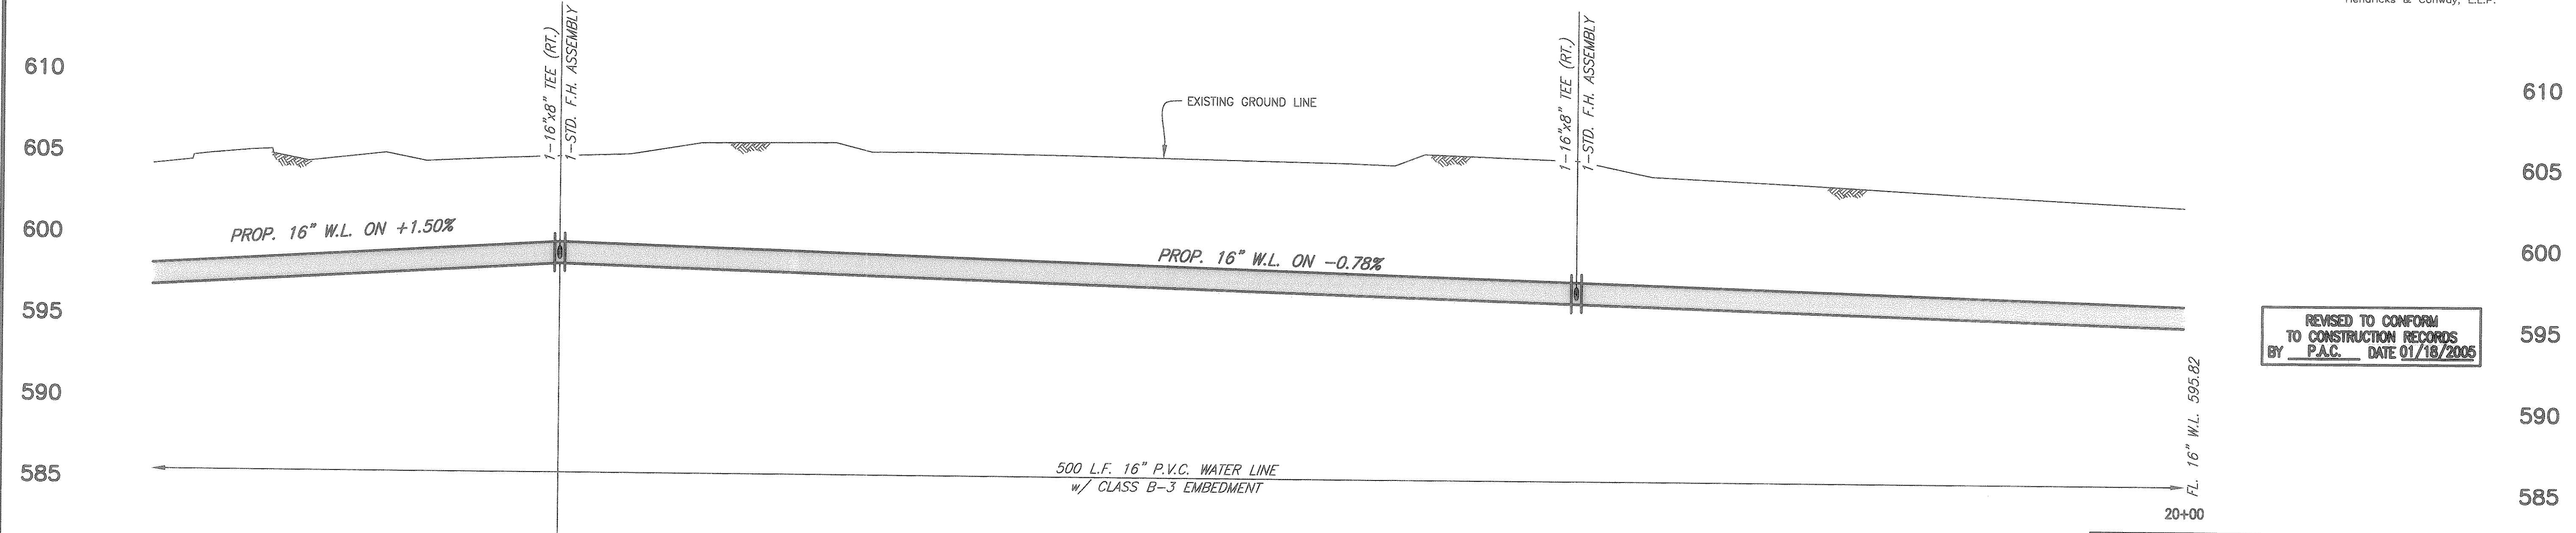 Hendricks & Conway, L.L.P.
610
605
600
595
590
585
1-16"x8" TEE (RT.)
1-STD. F.H. ASSEMBLY
EXISTING GROUND LINE
1-16"x8" TEE (RT.)
1-STD. F.H. ASSEMBLY
PROP. 16" W.L. ON +1.50%
PROP. 16" W.L. ON -0.78%
500 L.F. 16" P.V.C. WATER LINE
w/ CLASS B-3 EMBEDMENT
FL. 16" W.L. 595.82
20+00
REVISED TO CONFORM
TO CONSTRUCTION RECORDS
BY P.A.C. DATE 01/18/2005
610
605
600
595
590
585